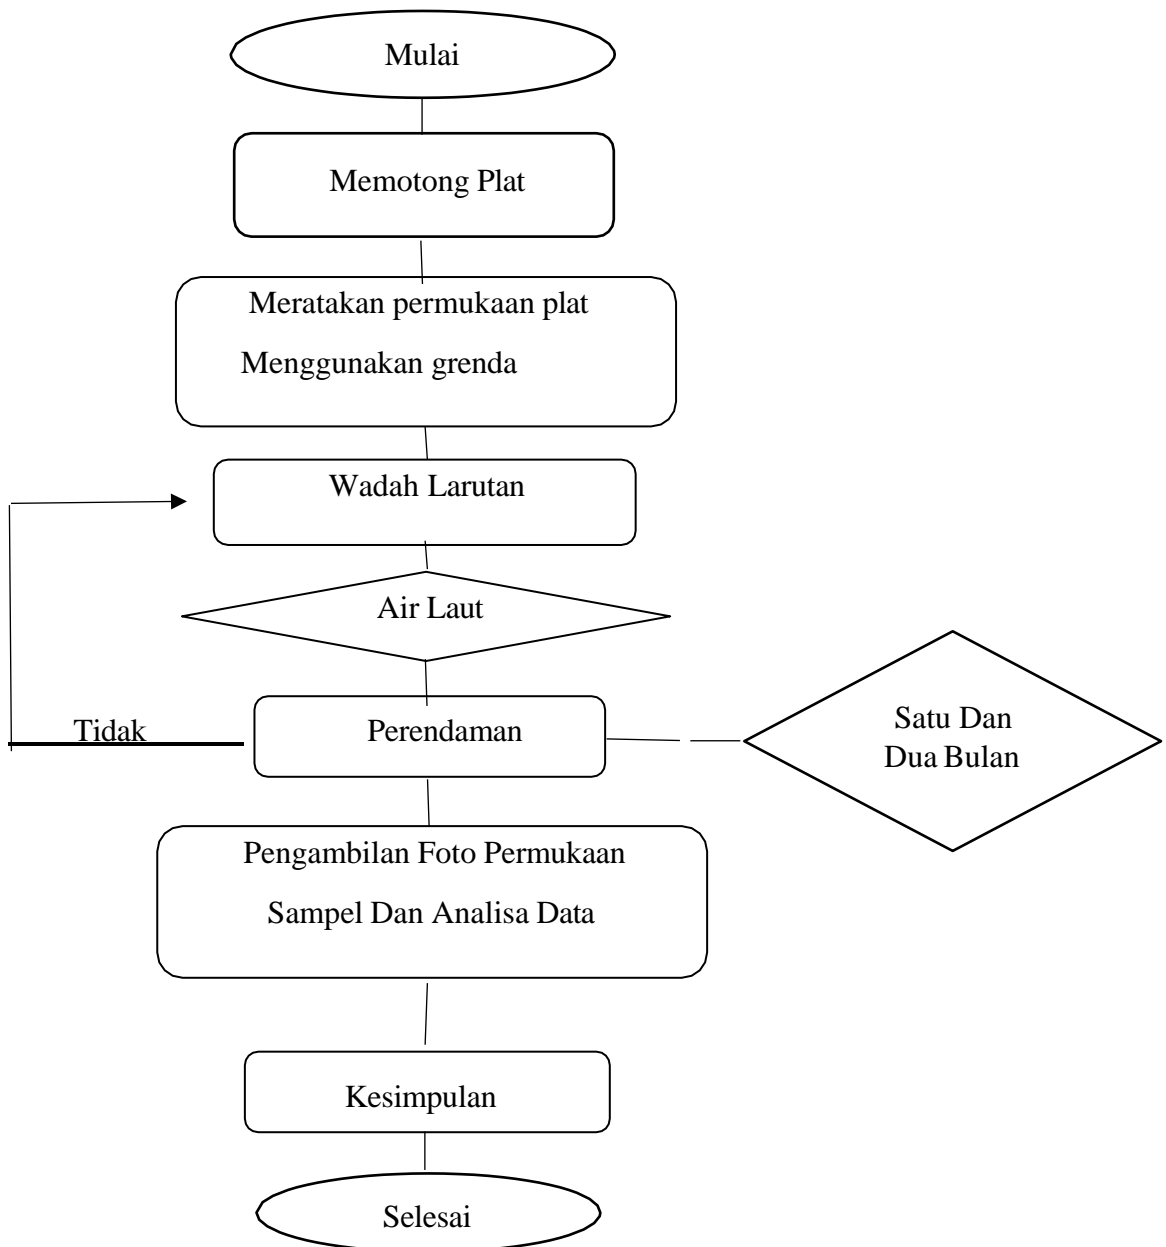 Mulai
Memotong Plat
Meratakan permukaan plat
Menggunakan grenda
Wadah Larutan
Air Laut
Tidak
Perendaman
Satu Dan
Dua Bulan
Pengambilan Foto Permukaan
Sampel Dan Analisa Data
Kesimpulan
Selesai